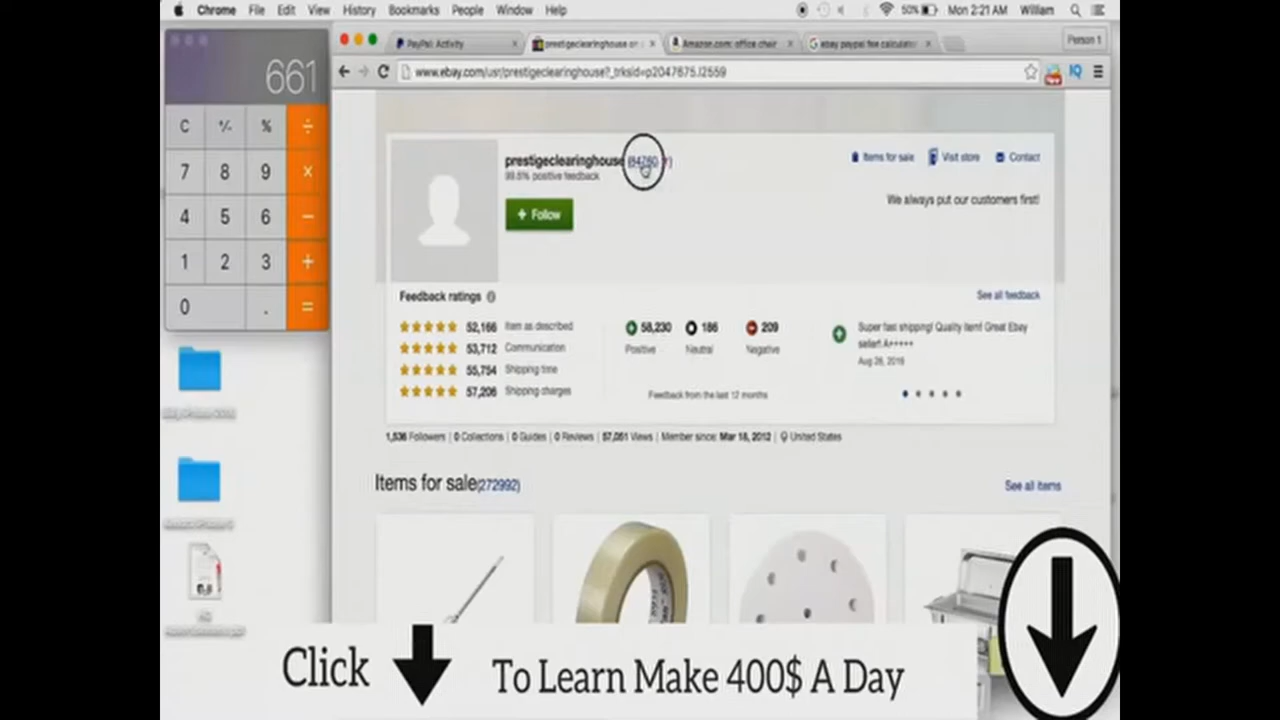 Chrome File Edit View History Bookmarks People Window Help
50% Mon 2:21 AM William
PayPal: Activity
prestigeclearinghouse on
Amazon.com: office chair
ebay paypal fee calculator
Person 1
www.ebay.com/usr/prestigeclearinghouse?_trksid=p2047675.l2559
661
C +/- % ÷
7 8 9 ×
4 5 6 −
1 2 3 +
0 . =
prestigeclearinghouse
99.6% positive feedback
+ Follow
Items for sale Visit store Contact
We always put our customers first!
Feedback ratings
See all feedback
52,166 Item as described
53,712 Communication
55,754 Shipping time
57,206 Shipping charges
58,230 186 209
Positive Neutral Negative
Feedback from the last 12 months
Super fast shipping! Quality item! Great Ebay
seller! A+++++
Aug 28, 2016
1,536 Followers | 0 Collections | 0 Guides | 0 Reviews | 57,051 Views | Member since: Mar 18, 2012 | United States
Items for sale(272992)
See all items
Click To Learn Make 400$ A Day